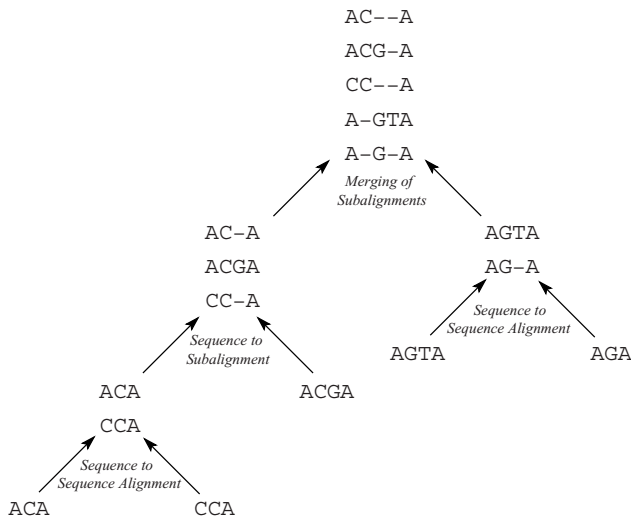 AC--A
ACG-A
CC--A
A-GTA
A-G-A
Merging of
Subalignments
AC-A
ACGA
CC-A
AGTA
AG-A
Sequence to
Subalignment
Sequence to
Sequence Alignment
AGTA
AGA
ACA
CCA
ACGA
Sequence to
Sequence Alignment
ACA
CCA